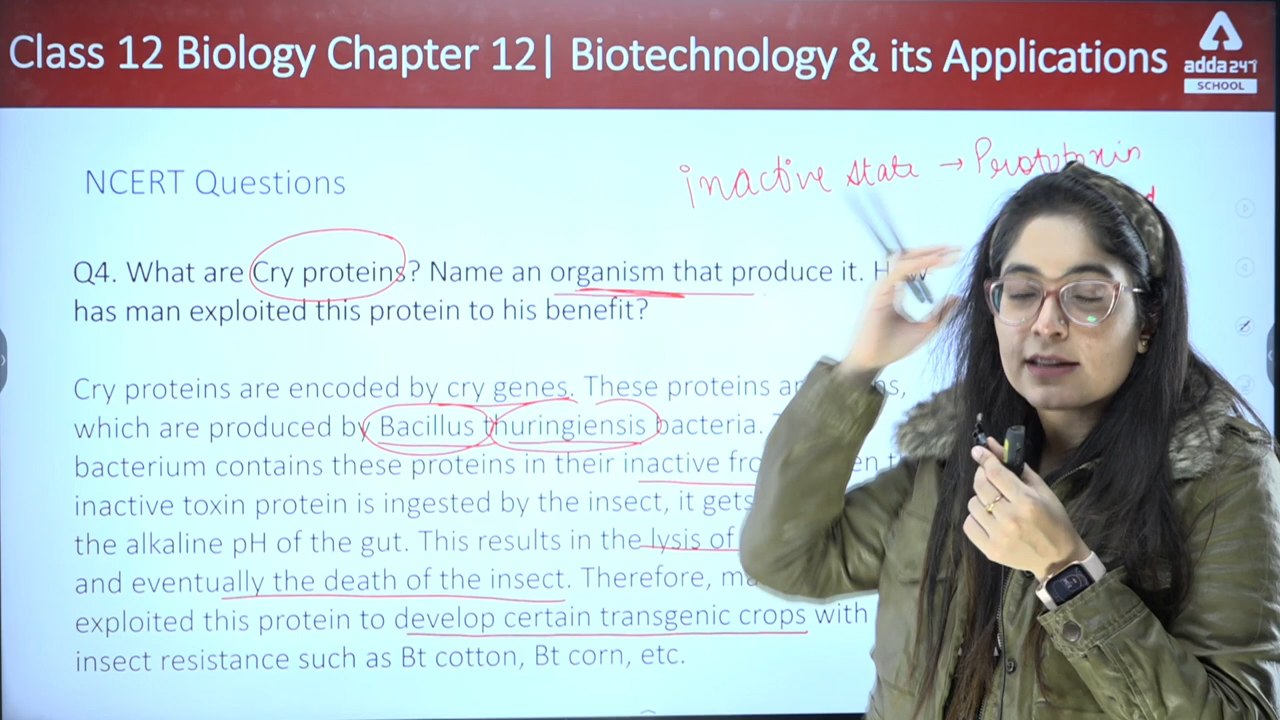 Class 12 Biology Chapter 12| Biotechnology & its Applications
adda247
SCHOOL
NCERT Questions
inactive state → Prototoxin
Q4. What are Cry proteins? Name an organism that produce it.
has man exploited this protein to his benefit?
Cry proteins are encoded by cry genes. These proteins
which are produced by Bacillus thuringiensis bacteria.
bacterium contains these proteins in their inactive
inactive toxin protein is ingested by the insect, it gets
the alkaline pH of the gut. This results in the lysis of
and eventually the death of the insect. Therefore,
exploited this protein to develop certain transgenic crops with
insect resistance such as Bt cotton, Bt corn, etc.